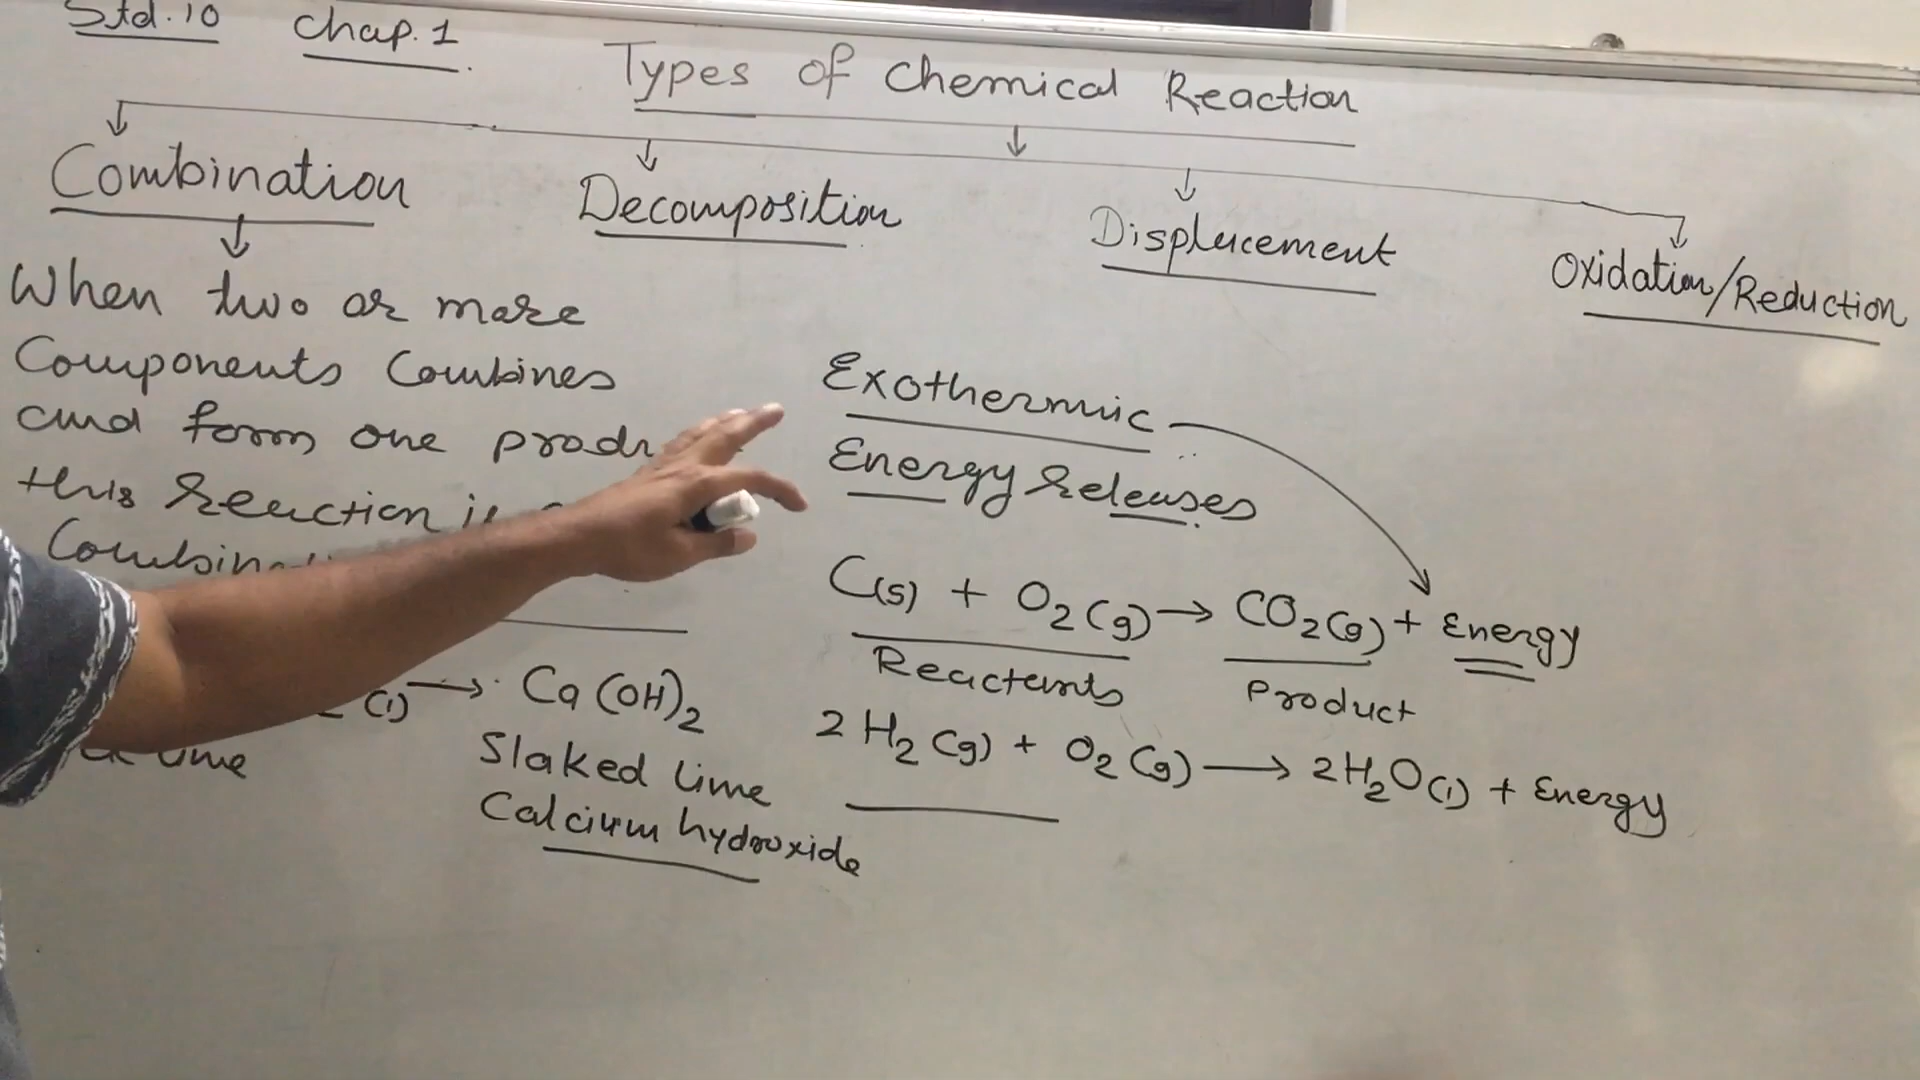 Std. 10 Chap. 1
Types of Chemical Reaction
Combination
Decomposition
Displacement
Oxidation/Reduction
When two or more
Components Combines
and form one
this Reaction
(l) → Ca(OH)₂
lime
Slaked lime
Calcium hydroxide
Exothermic
Energy Releases
C(s) + O₂(g) → CO₂(g) + Energy
Reactants Product
2H₂(g) + O₂(g) → 2H₂O(l) + Energy